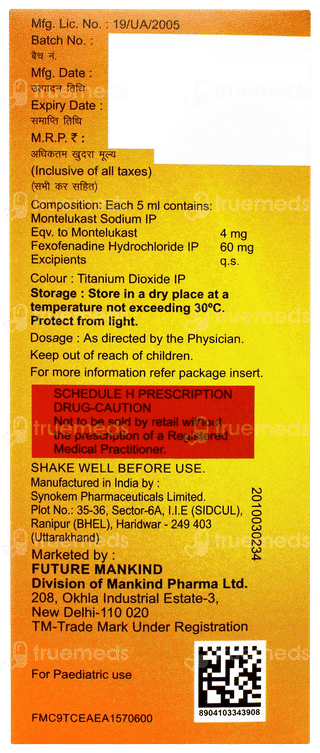 Mfg. Lic. No. : 19/UA/2005
Batch No. :
बैच नं.
Mfg. Date :
उत्पादन तिथि
Expiry Date :
समाप्ति तिथि
M.R.P. ₹ :
अधिकतम खुदरा मूल्य
(Inclusive of all taxes)
(सभी कर सहित)
Composition: Each 5 ml contains:
Montelukast Sodium IP
Eqv. to Montelukast 4 mg
Fexofenadine Hydrochloride IP 60 mg
Excipients q.s.
Colour : Titanium Dioxide IP
Storage : Store in a dry place at a
temperature not exceeding 30ºC.
Protect from light.
Dosage : As directed by the Physician.
Keep out of reach of children.
For more information refer package insert.
SCHEDULE H PRESCRIPTION
DRUG-CAUTION
Not to be sold by retail without
the prescription of a Registered
Medical Practitioner.
SHAKE WELL BEFORE USE.
Manufactured in India by :
Synokem Pharmaceuticals Limited.
Plot No.: 35-36, Sector-6A, I.I.E (SIDCUL),
Ranipur (BHEL), Haridwar - 249 403
(Uttarakhand)
2010030234
Marketed by :
FUTURE MANKIND
Division of Mankind Pharma Ltd.
208, Okhla Industrial Estate-3,
New Delhi-110 020
TM-Trade Mark Under Registration
For Paediatric use
8904103343908
FMC9TCEAEA1570600
truemeds